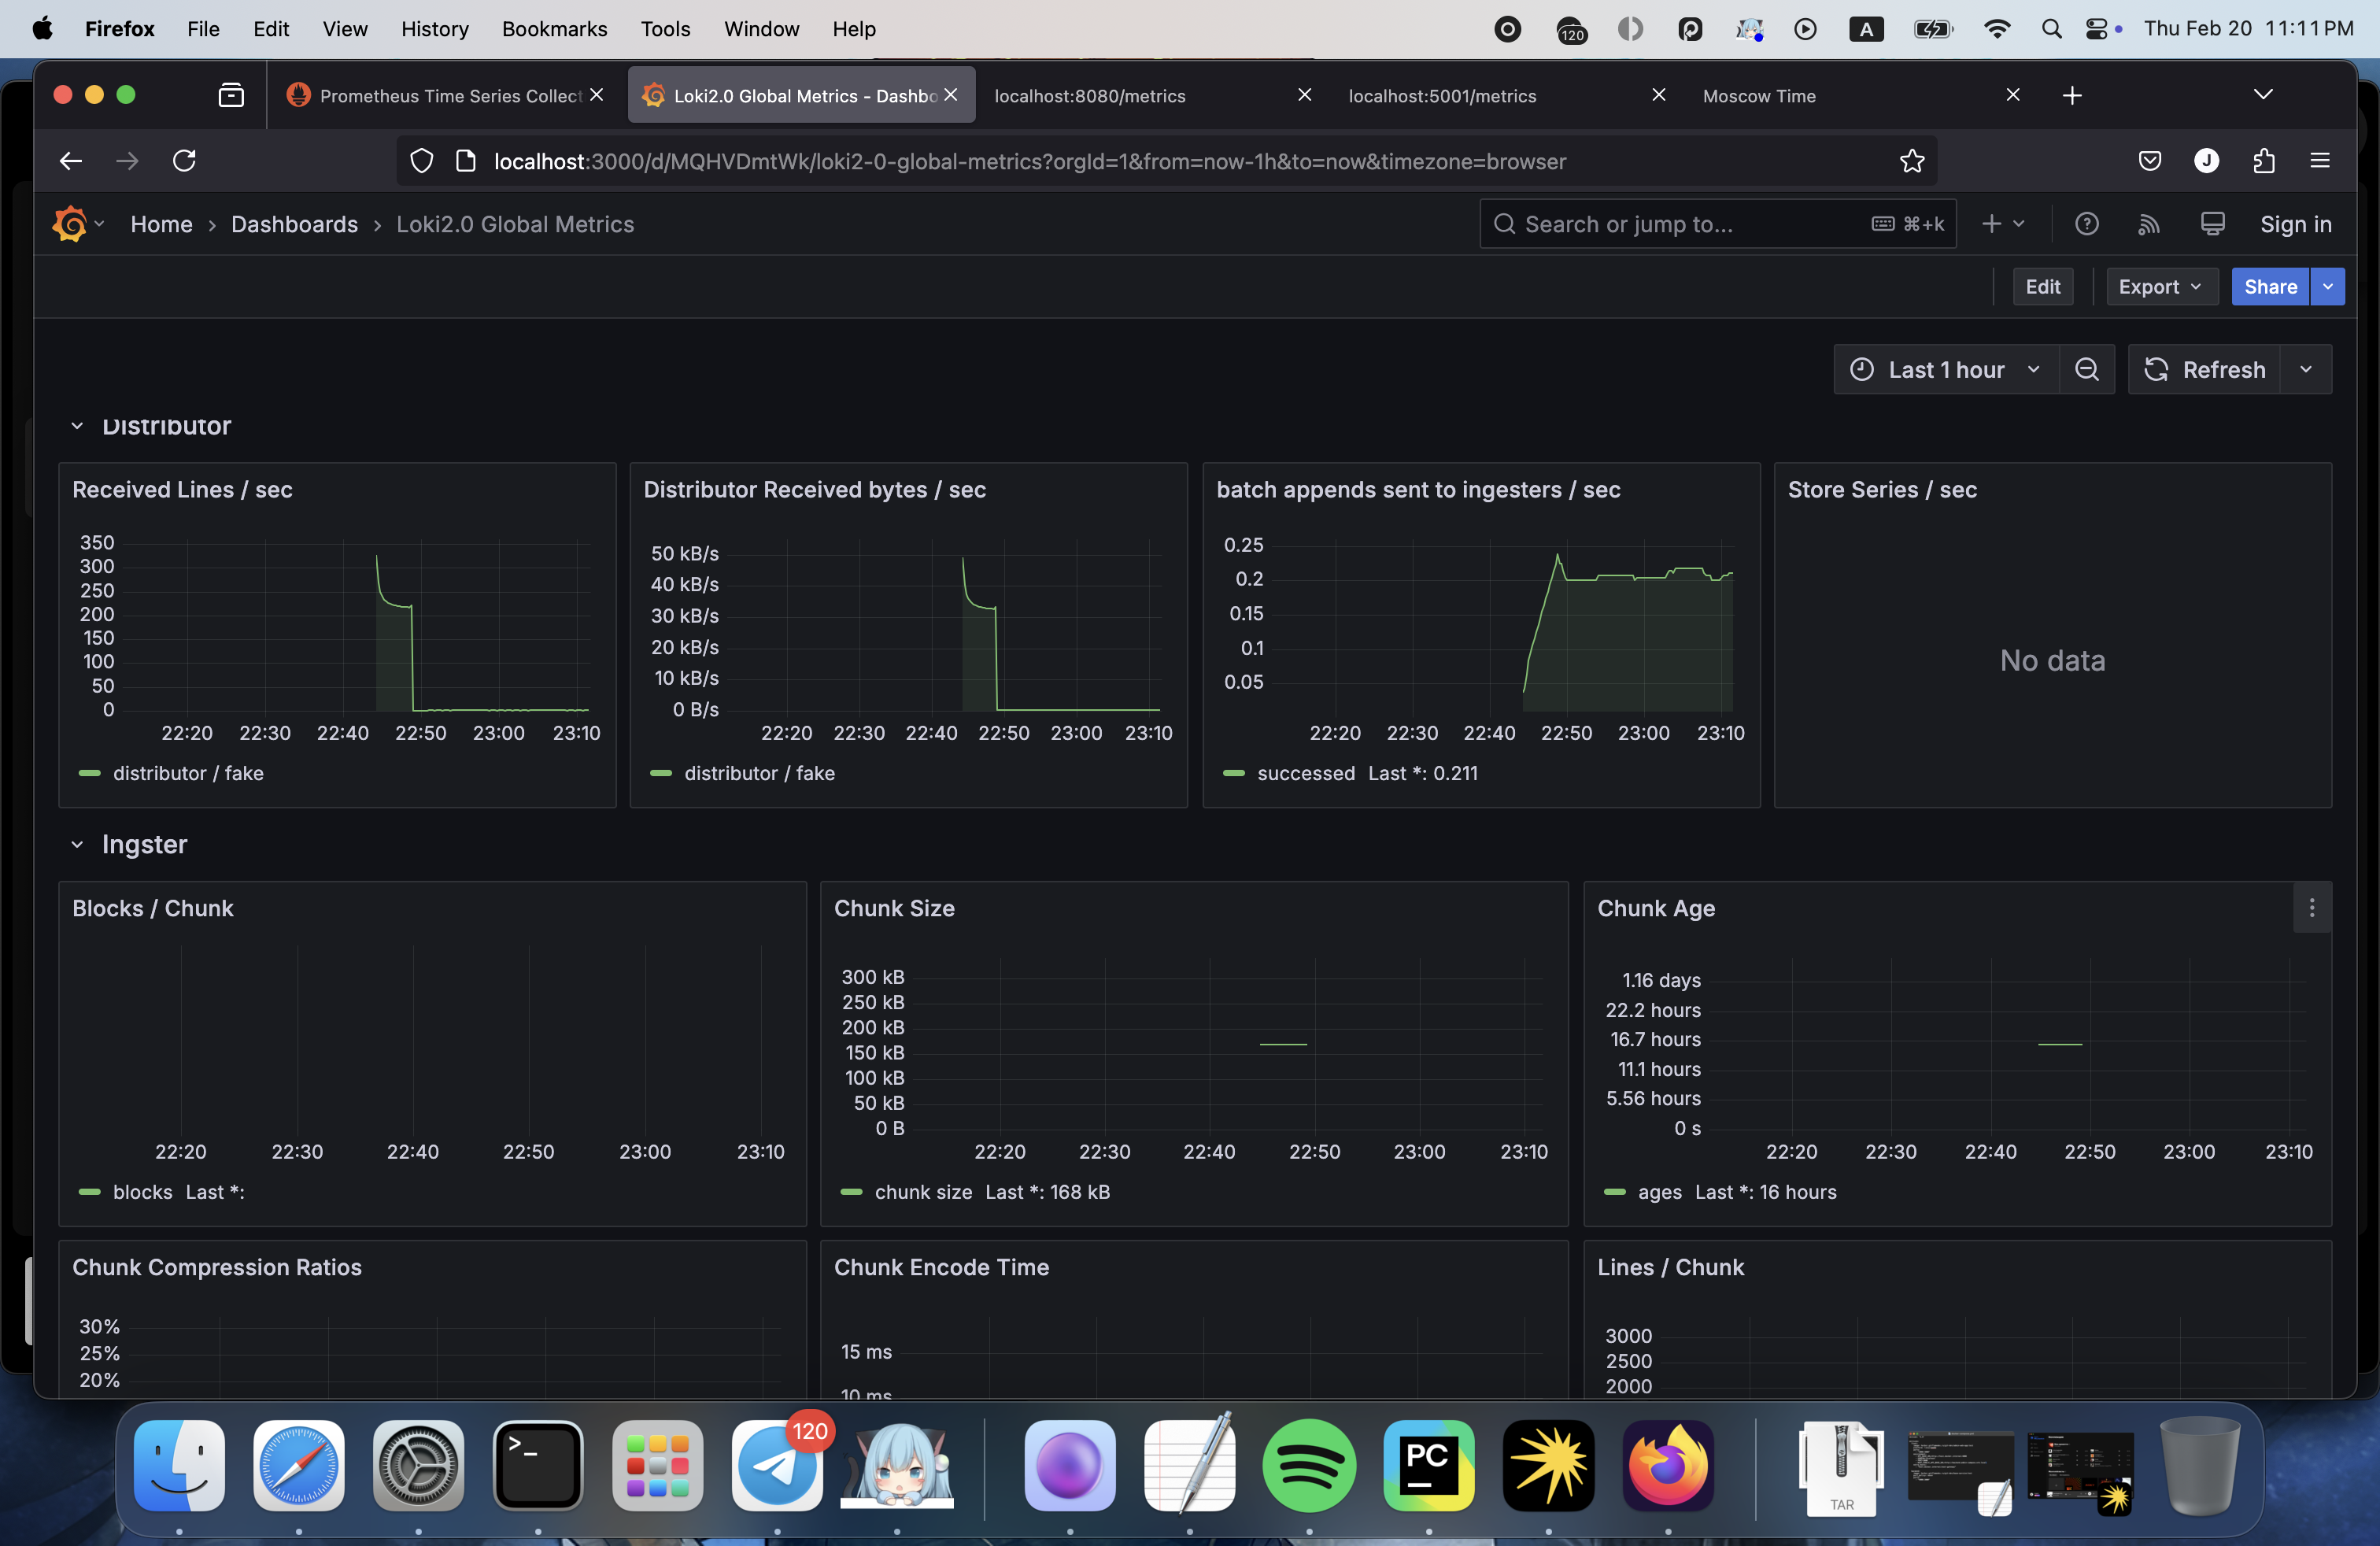 Firefox File Edit View History Bookmarks Tools Window Help 120 A Thu Feb 20 11:11 PM
Prometheus Time Series Collect Loki2.0 Global Metrics - Dashbo localhost:8080/metrics localhost:5001/metrics Moscow Time
localhost:3000/d/MQHVDmtWk/loki2-0-global-metrics?orgId=1&from=now-1h&to=now&timezone=browser J
Home › Dashboards › Loki2.0 Global Metrics Search or jump to... ⌘+k Sign in
Edit Export Share
Last 1 hour Refresh
Distributor
Received Lines / sec
350
300
250
200
150
100
50
0
22:20 22:30 22:40 22:50 23:00 23:10
distributor / fake
Distributor Received bytes / sec
50 kB/s
40 kB/s
30 kB/s
20 kB/s
10 kB/s
0 B/s
22:20 22:30 22:40 22:50 23:00 23:10
distributor / fake
batch appends sent to ingesters / sec
0.25
0.2
0.15
0.1
0.05
22:20 22:30 22:40 22:50 23:00 23:10
successed Last *: 0.211
Store Series / sec
No data
Ingster
Blocks / Chunk
22:20 22:30 22:40 22:50 23:00 23:10
blocks Last *:
Chunk Size
300 kB
250 kB
200 kB
150 kB
100 kB
50 kB
0 B
22:20 22:30 22:40 22:50 23:00 23:10
chunk size Last *: 168 kB
Chunk Age
1.16 days
22.2 hours
16.7 hours
11.1 hours
5.56 hours
0 s
22:20 22:30 22:40 22:50 23:00 23:10
ages Last *: 16 hours
Chunk Compression Ratios
30%
25%
20%
Chunk Encode Time
15 ms
10 ms
Lines / Chunk
3000
2500
2000
>_ 120 PC TAR